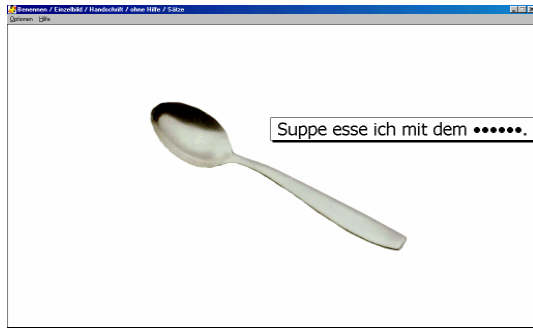 Benennen / Einzelbild / Handschrift / ohne Hilfe / Sätze
Optionen Hilfe
Suppe esse ich mit dem ••••••.